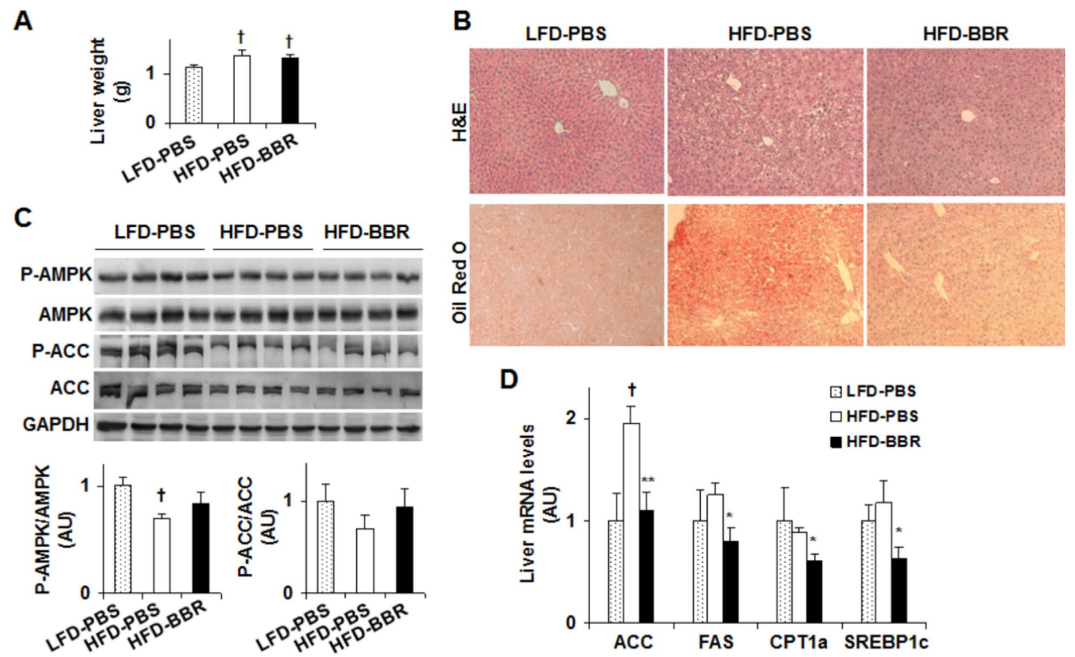 A
†
†
Liver weight
(g)
1
0
LFD-PBS
HFD-PBS
HFD-BBR
B
LFD-PBS
HFD-PBS
HFD-BBR
H&E
Oil Red O
C
LFD-PBS
HFD-PBS
HFD-BBR
P-AMPK
AMPK
P-ACC
ACC
GAPDH
P-AMPK/AMPK
(AU)
1
0
†
LFD-PBS
HFD-PBS
HFD-BBR
P-ACC/ACC
(AU)
1
0
LFD-PBS
HFD-PBS
HFD-BBR
D
LFD-PBS
HFD-PBS
HFD-BBR
Liver mRNA levels
(AU)
2
1
0
†
**
*
*
*
ACC
FAS
CPT1a
SREBP1c